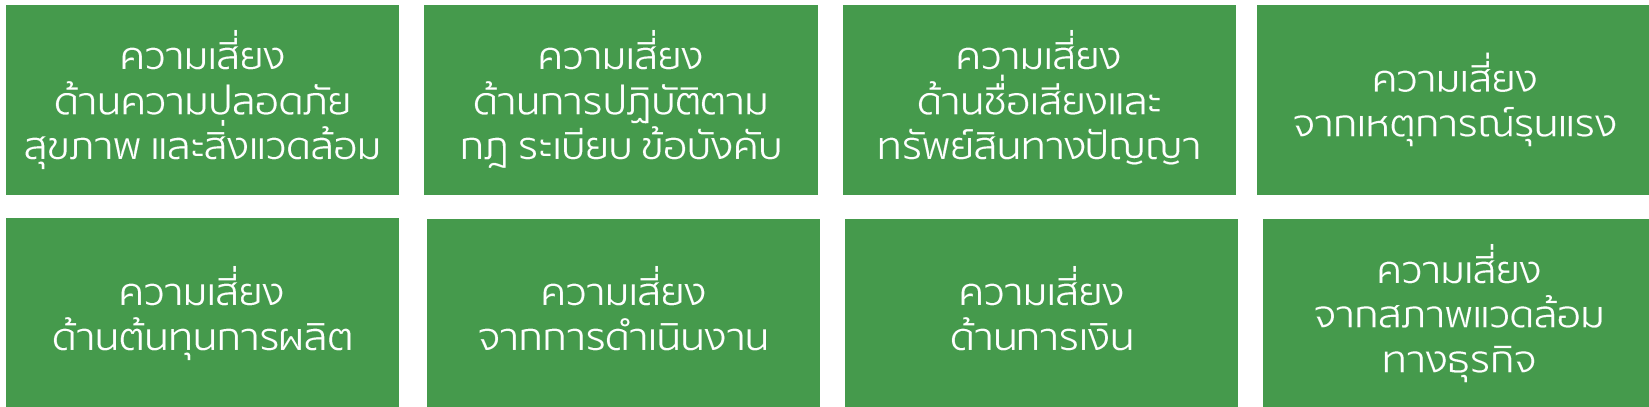 ความเสี่ยง
ด้านความปลอดภัย
สุขภาพ และสิ่งแวดล้อม
ความเสี่ยง
ด้านการปฏิบัติตาม
กฎ ระเบียบ ข้อบังคับ
ความเสี่ยง
ด้านชื่อเสียงและ
ทรัพย์สินทางปัญญา
ความเสี่ยง
จากเหตุการณ์รุนแรง
ความเสี่ยง
ด้านต้นทุนการผลิต
ความเสี่ยง
จากการดำเนินงาน
ความเสี่ยง
ด้านการเงิน
ความเสี่ยง
จากสภาพแวดล้อม
ทางธุรกิจ